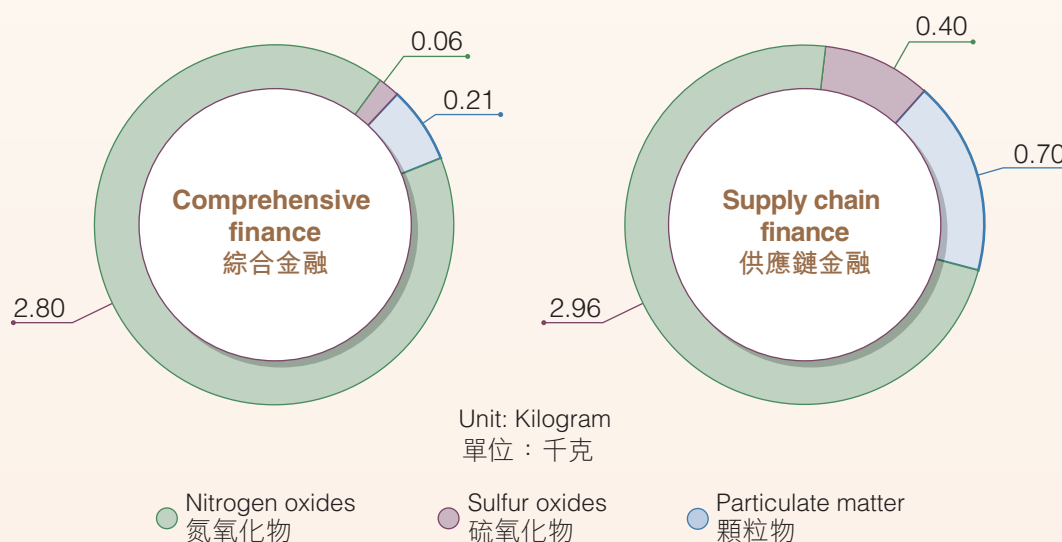 0.06
0.21
2.80
Comprehensive
finance
綜合金融
0.40
0.70
2.96
Supply chain
finance
供應鏈金融
Unit: Kilogram
單位：千克
Nitrogen oxides
氮氧化物
Sulfur oxides
硫氧化物
Particulate matter
顆粒物